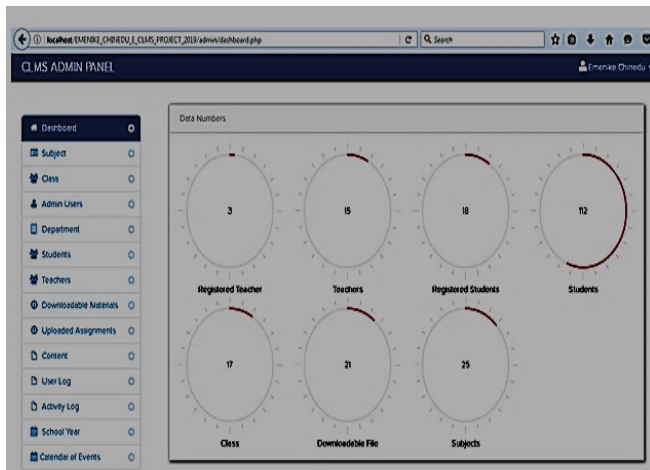 localhost/EMENIKE_CHINEDU_E_CLMS_PROJECT_2019/admin/dashboard.php
Search
CLMS ADMIN PANEL
Emenike Chinedu
Data Numbers
Dashboard
Subject
Class
Admin Users
Department
Students
Teachers
Downloadable Materials
Uploaded Assignments
Content
User Log
Activity Log
School Year
Calendar of Events
3
15
18
112
Registered Teacher
Teachers
Registered Students
Students
17
21
25
Class
Downloadable File
Subjects